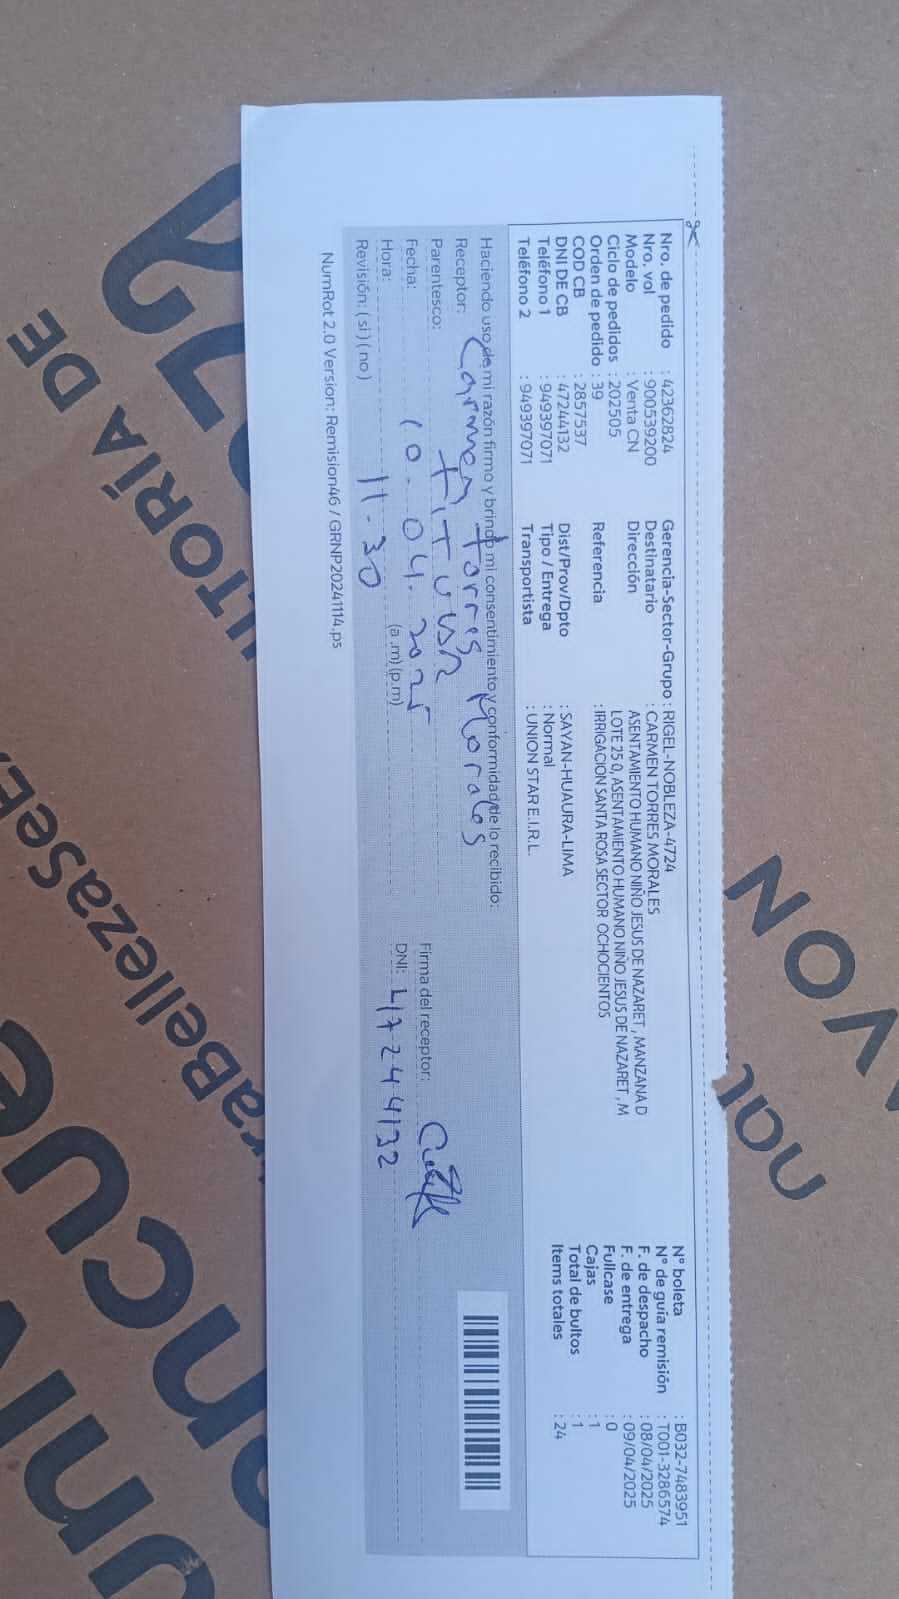 Nro. de pedido : 42362824
Nro. vol : 900539200
Modelo : Venta CN
Ciclo de pedidos : 202505
Orden de pedido : 39
COD CB : 2857537
DNI DE CB : 47244132
Teléfono 1 : 949397071
Teléfono 2 : 949397071
Gerencia-Sector-Grupo : RIGEL-NOBLEZA-4724
Destinatario : CARMEN TORRES MORALES
Dirección ASENTAMIENTO HUMANO NIÑO JESUS DE NAZARET , MANZANA D
LOTE 25 0, ASENTAMIENTO HUMANO NIÑO JESUS DE NAZARET , M
Referencia : IRRIGACION SANTA ROSA SECTOR OCHOCIENTOS
Dist/Prov/Dpto : SAYAN-HUAURA-LIMA
Tipo / Entrega : Normal
Transportista : UNION STAR E.I.R.L.
N° boleta : B032-7483951
N° de guia remisión : T001-3286574
F. de despacho : 08/04/2025
F. de entrega : 09/04/2025
Fullcase : 0
Cajas : 1
Total de bultos : 1
Items totales : 24
Haciendo uso de mi razón firmo y brindo mi consentimiento y conformidad de lo recibido:
Receptor: Carmen Torres Morales
Parentesco: TiTUSR
Fecha: 10-04.2025
Hora: 11-30 (a.m) (p.m)
Revisión: ( si ) ( no )
Firma del receptor:
DNI: 47244132
NumRot 2.0 Version: Remision46 / GRNP20241114.ps
VON
nat
TORÍA DE